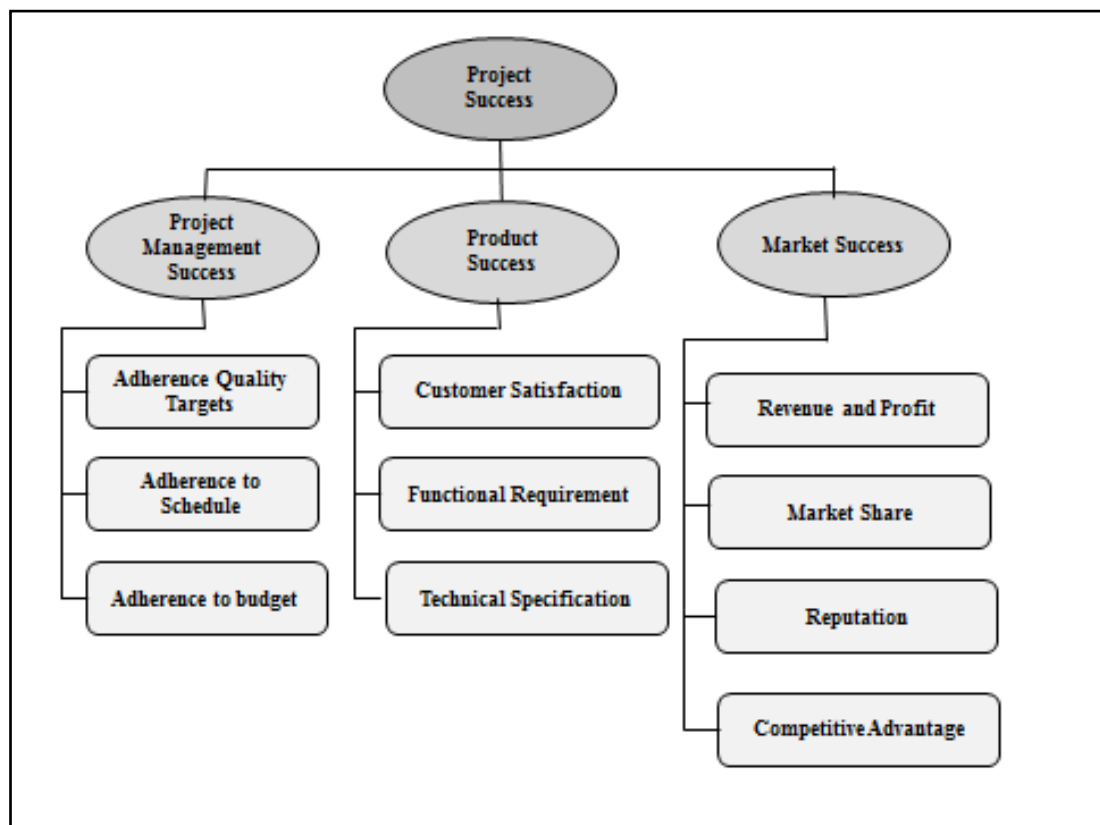 Project
Success
Project
Management
Success
Product
Success
Market Success
Adherence Quality
Targets
Adherence to
Schedule
Adherence to budget
Customer Satisfaction
Functional Requirement
Technical Specification
Revenue and Profit
Market Share
Reputation
Competitive Advantage